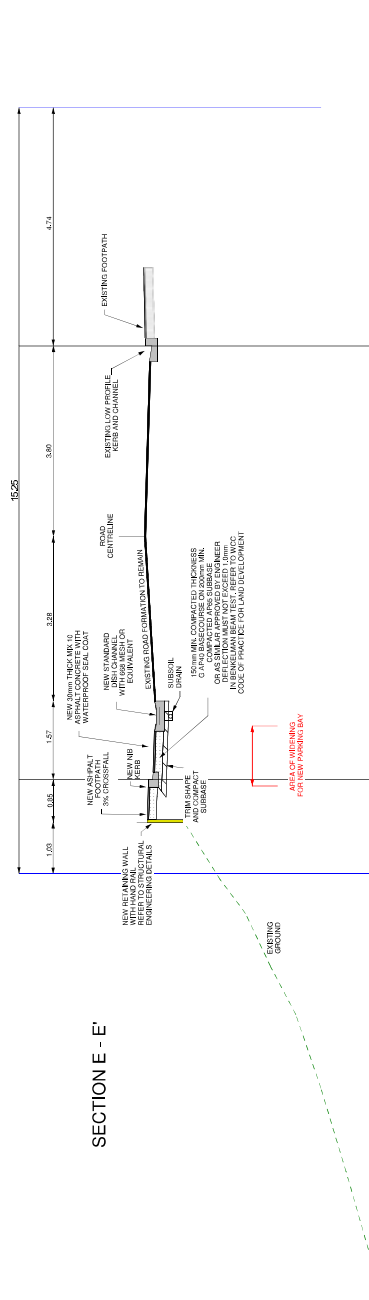 15.25
1.03
0.85
1.57
3.28
3.80
4.74
NEW RETAINING WALL
WITH HAND RAIL
REFER TO STRUCTURAL
ENGINEERING DETAILS
NEW ASHPALT
FOOTPATH
3% CROSSFALL
NEW NIB
KERB
NEW 30mm THICK MIX 10
ASPHALT CONCRETE WITH
WATERPROOF SEAL COAT
NEW STANDARD
DISH CHANNEL
WITH 668 MESH OR
EQUIVALENT
EXISTING ROAD FORMATION TO REMAIN
ROAD
CENTRELINE
EXISTING LOW PROFILE
KERB AND CHANNEL
EXISTING FOOTPATH
TRIM SHAPE
AND COMPACT
SUBBASE
SUBSOIL
DRAIN
150mm MIN. COMPACTED THICKNESS
G AP40 BASECOURSE ON 200mm MIN.
COMPACTED AP65 SUBBAGE
OR AS SIMILAR APPROVED BY ENGINEER
DEFLECTION MUST NOT EXCEED 1.0mm
IN BENKELMAN BEAM TEST, REFER TO WCC
CODE OF PRACTICE FOR LAND DEVELOPMENT
AREA OF WIDENING
FOR NEW PARKING BAY
EXISTING
GROUND
SECTION E - E'